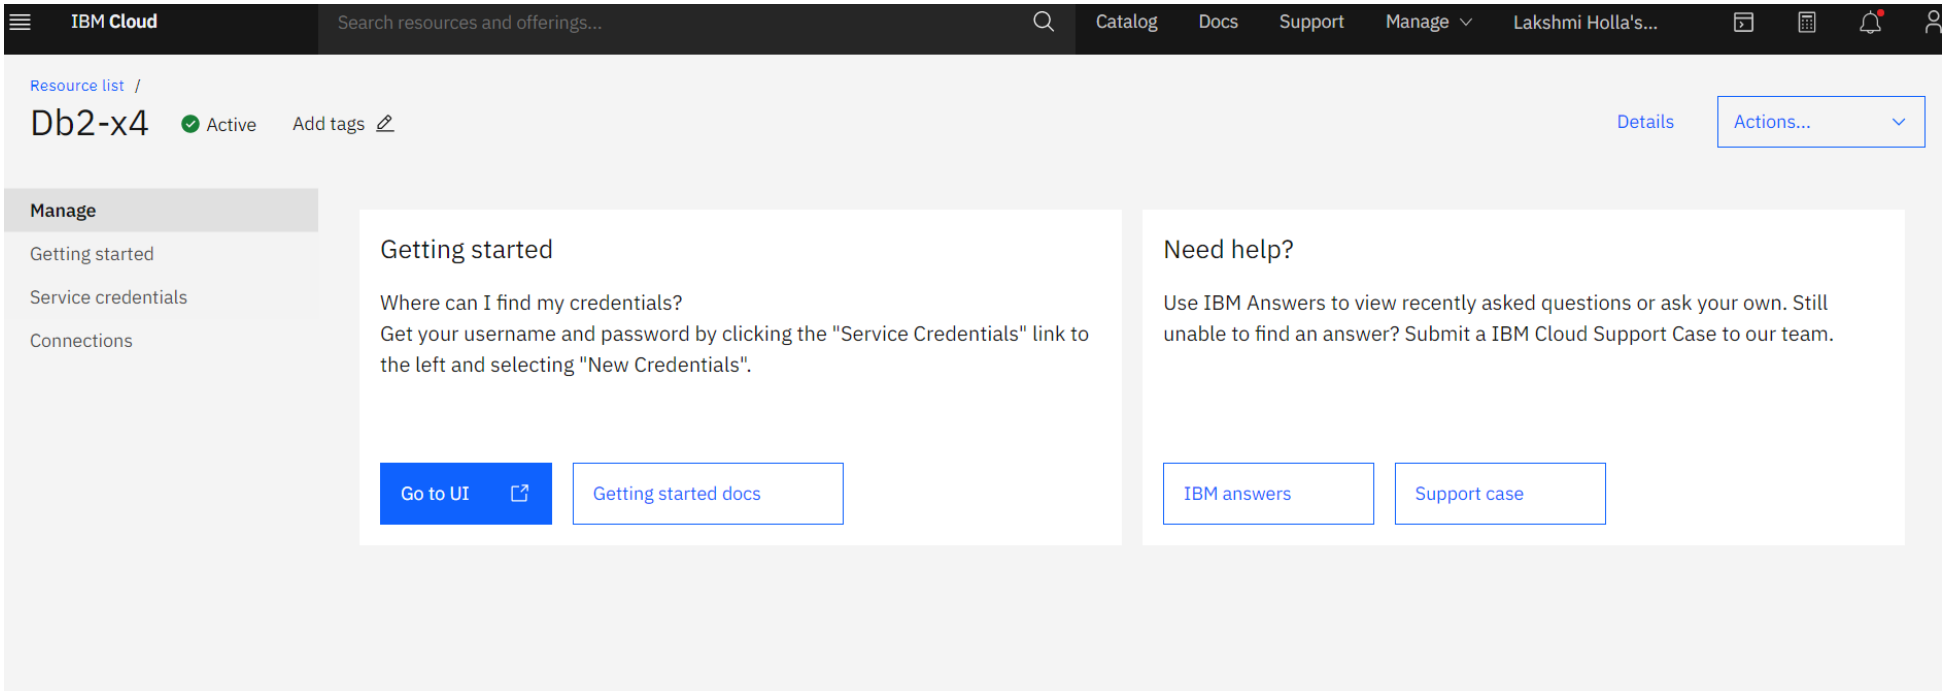 IBM Cloud
Search resources and offerings...
Catalog
Docs
Support
Manage
Lakshmi Holla's...
Resource list /
Db2-x4
Active
Add tags
Details
Actions...
Manage
Getting started
Service credentials
Connections
Getting started
Where can I find my credentials?
Get your username and password by clicking the "Service Credentials" link to
the left and selecting "New Credentials".
Go to UI
Getting started docs
Need help?
Use IBM Answers to view recently asked questions or ask your own. Still
unable to find an answer? Submit a IBM Cloud Support Case to our team.
IBM answers
Support case